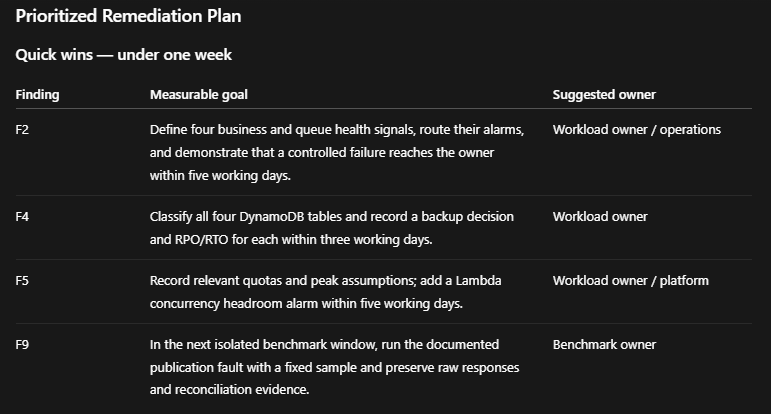 Prioritized Remediation Plan
Quick wins — under one week
Finding Measurable goal Suggested owner
F2 Define four business and queue health signals, route their alarms, Workload owner / operations
and demonstrate that a controlled failure reaches the owner
within five working days.
F4 Classify all four DynamoDB tables and record a backup decision Workload owner
and RPO/RTO for each within three working days.
F5 Record relevant quotas and peak assumptions; add a Lambda Workload owner / platform
concurrency headroom alarm within five working days.
F9 In the next isolated benchmark window, run the documented Benchmark owner
publication fault with a fixed sample and preserve raw responses
and reconciliation evidence.